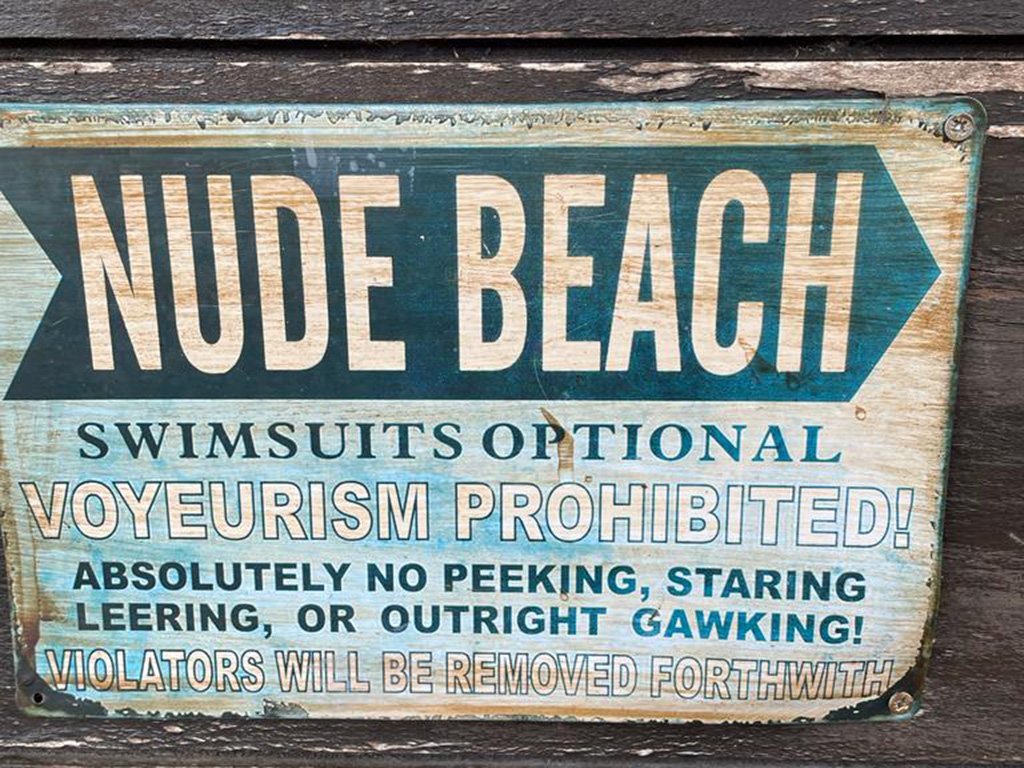 NUDE BEACH
SWIMSUITS OPTIONAL
VOYEURISM PROHIBITED!
ABSOLUTELY NO PEEKING, STARING
LEERING, OR OUTRIGHT GAWKING!
VIOLATORS WILL BE REMOVED FORTHWITH